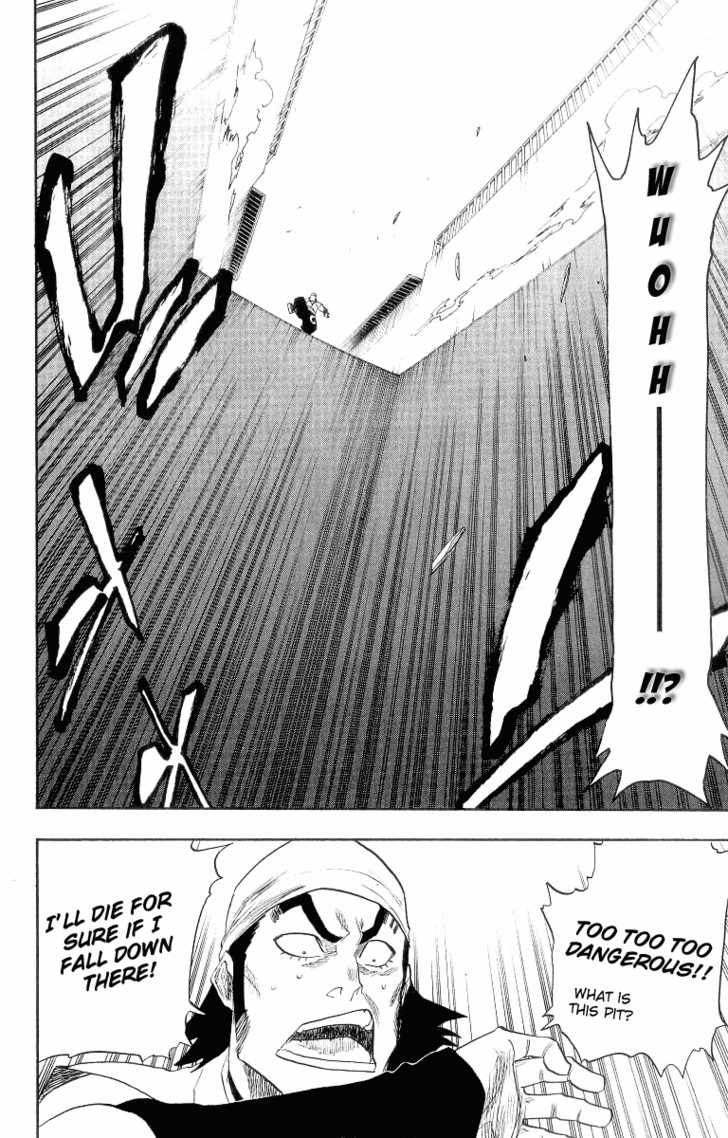 WUOHH—!!?
TOO TOO TOO
DANGEROUS!!
WHAT IS
THIS PIT?
I'LL DIE FOR
SURE IF I
FALL DOWN
THERE!